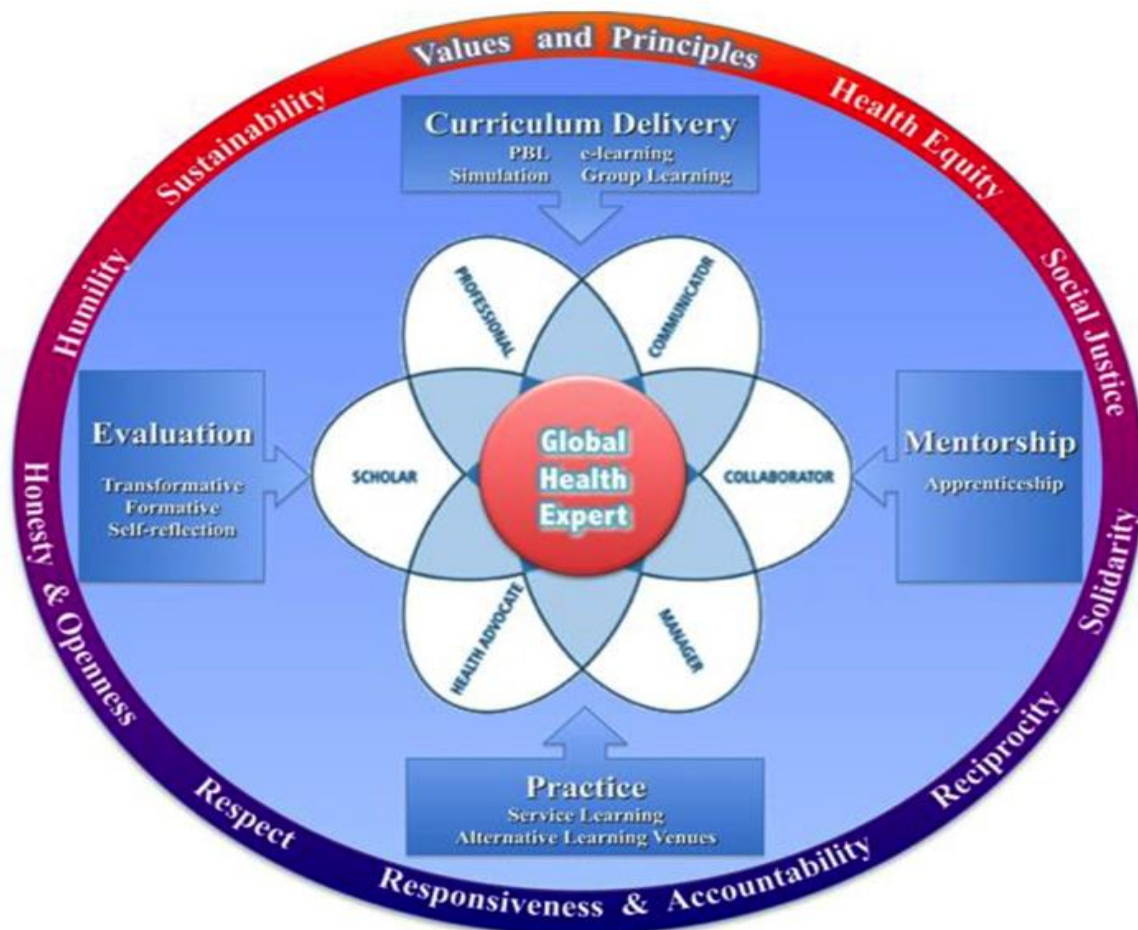 Values and Principles
Health Equity
Social Justice
Solidarity
Reciprocity
Responsiveness & Accountability
Respect
Honesty & Openness
Humility
Sustainability
Curriculum Delivery
PBL e-learning
Simulation Group Learning
PROFESSIONAL
COMMUNICATOR
Evaluation
Transformative
Formative
Self-reflection
SCHOLAR
Global
Health
Expert
COLLABORATOR
Mentorship
Apprenticeship
HEALTH ADVOCATE
MANAGER
Practice
Service Learning
Alternative Learning Venues